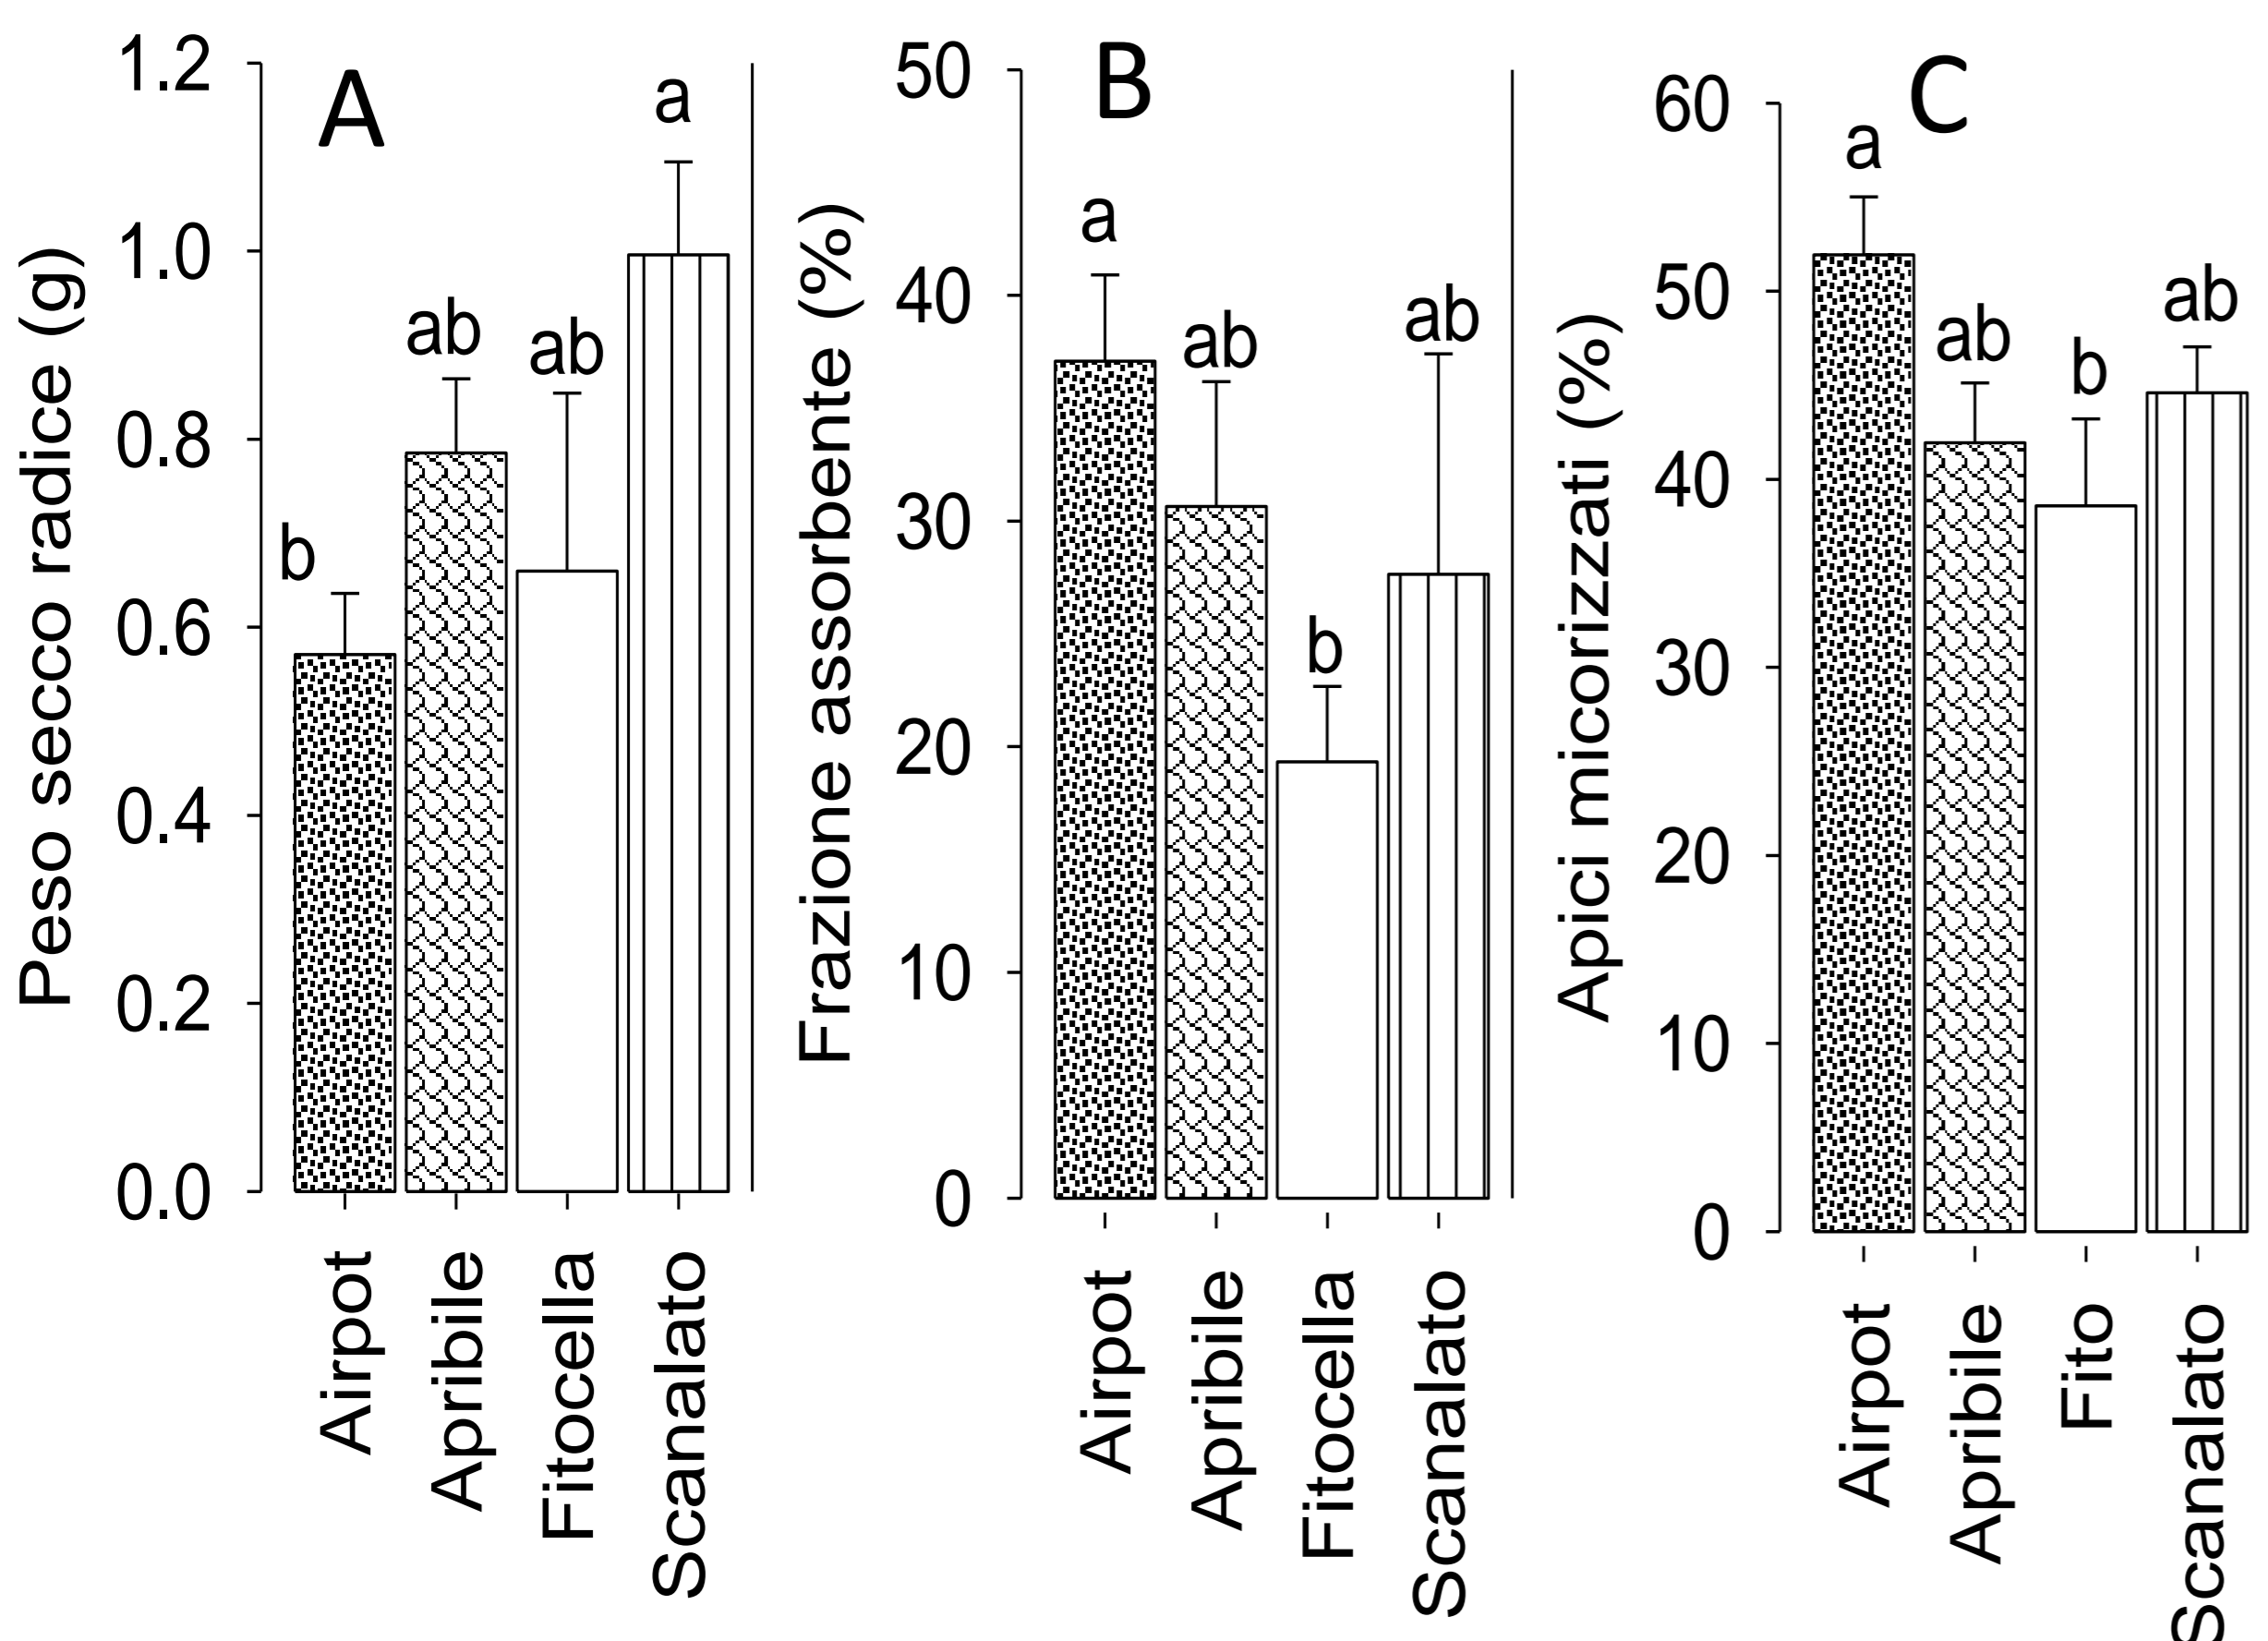 A
Peso secco radice (g)
1.2
1.0
0.8
0.6
0.4
0.2
0.0
b
ab
ab
a
Airpot
Apribile
Fitocella
Scanalato
B
Frazione assorbente (%)
50
40
30
20
10
0
a
ab
b
ab
Airpot
Apribile
Fitocella
Scanalato
C
Apici micorizzati (%)
60
50
40
30
20
10
0
a
ab
b
ab
Airpot
Apribile
Fito
Scanalato